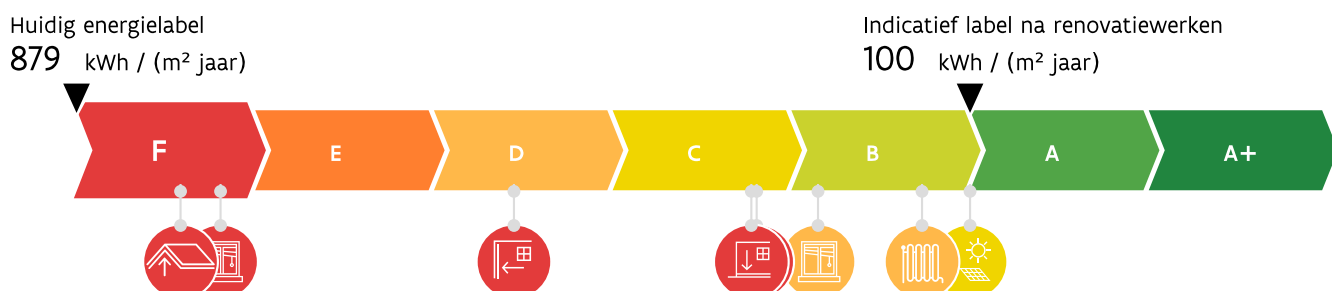 Huidig energielabel
879 kWh / (m² jaar)
Indicatief label na renovatiewerken
100 kWh / (m² jaar)
F E D C B A A+